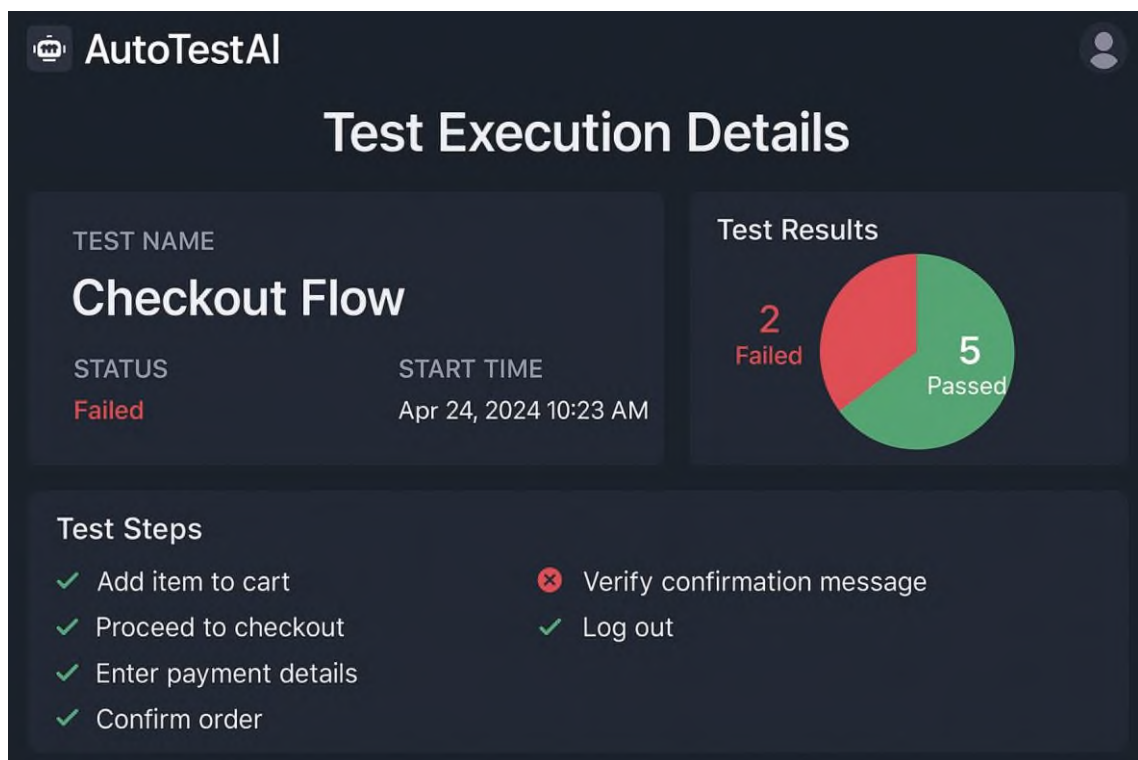 AutoTestAI
Test Execution Details
TEST NAME
Checkout Flow
STATUS
Failed
START TIME
Apr 24, 2024 10:23 AM
Test Results
2
Failed
5
Passed
Test Steps
Add item to cart
Proceed to checkout
Enter payment details
Confirm order
Verify confirmation message
Log out